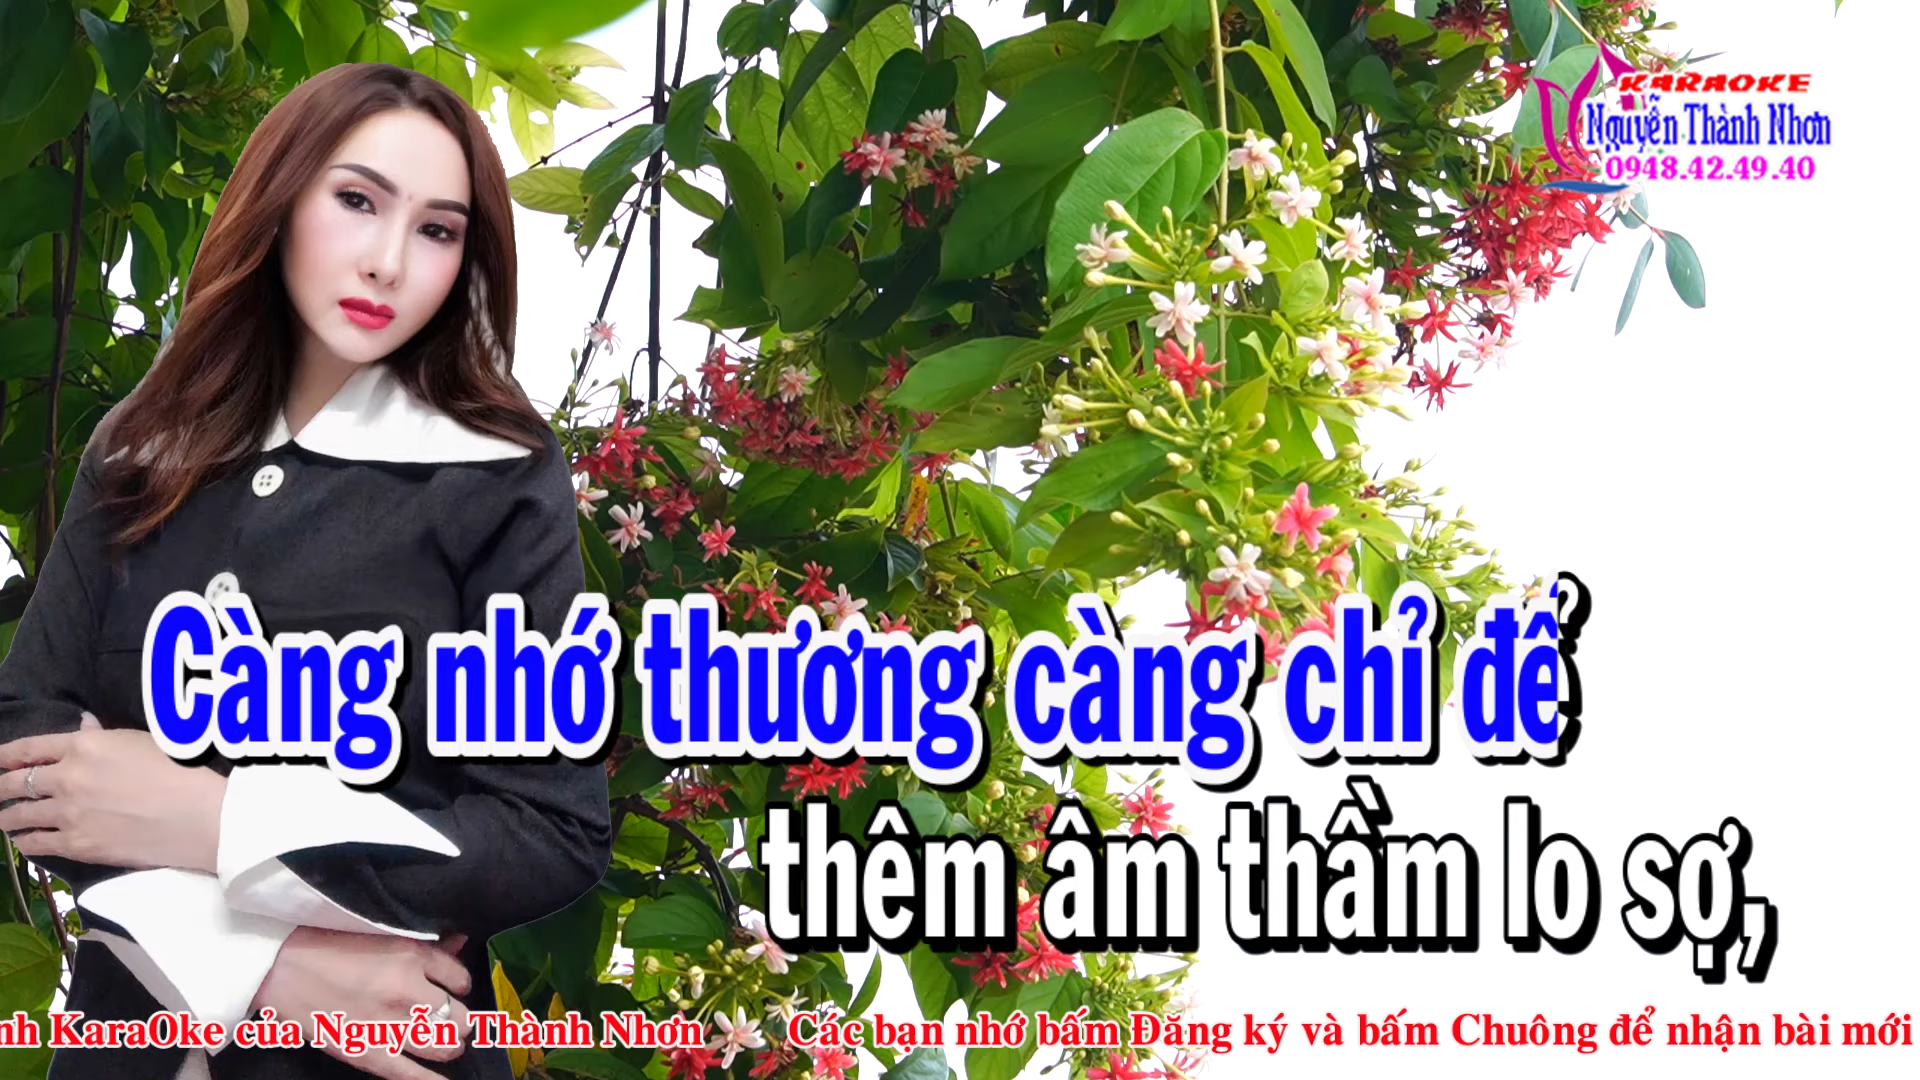 KARAOKE
Nguyễn Thành Nhơn
0948.42.49.40
Càng nhớ thương càng chỉ để
thêm âm thầm lo sợ,
nh KaraOke của Nguyễn Thành Nhơn Các bạn nhớ bấm Đăng ký và bấm Chuông để nhận bài mới